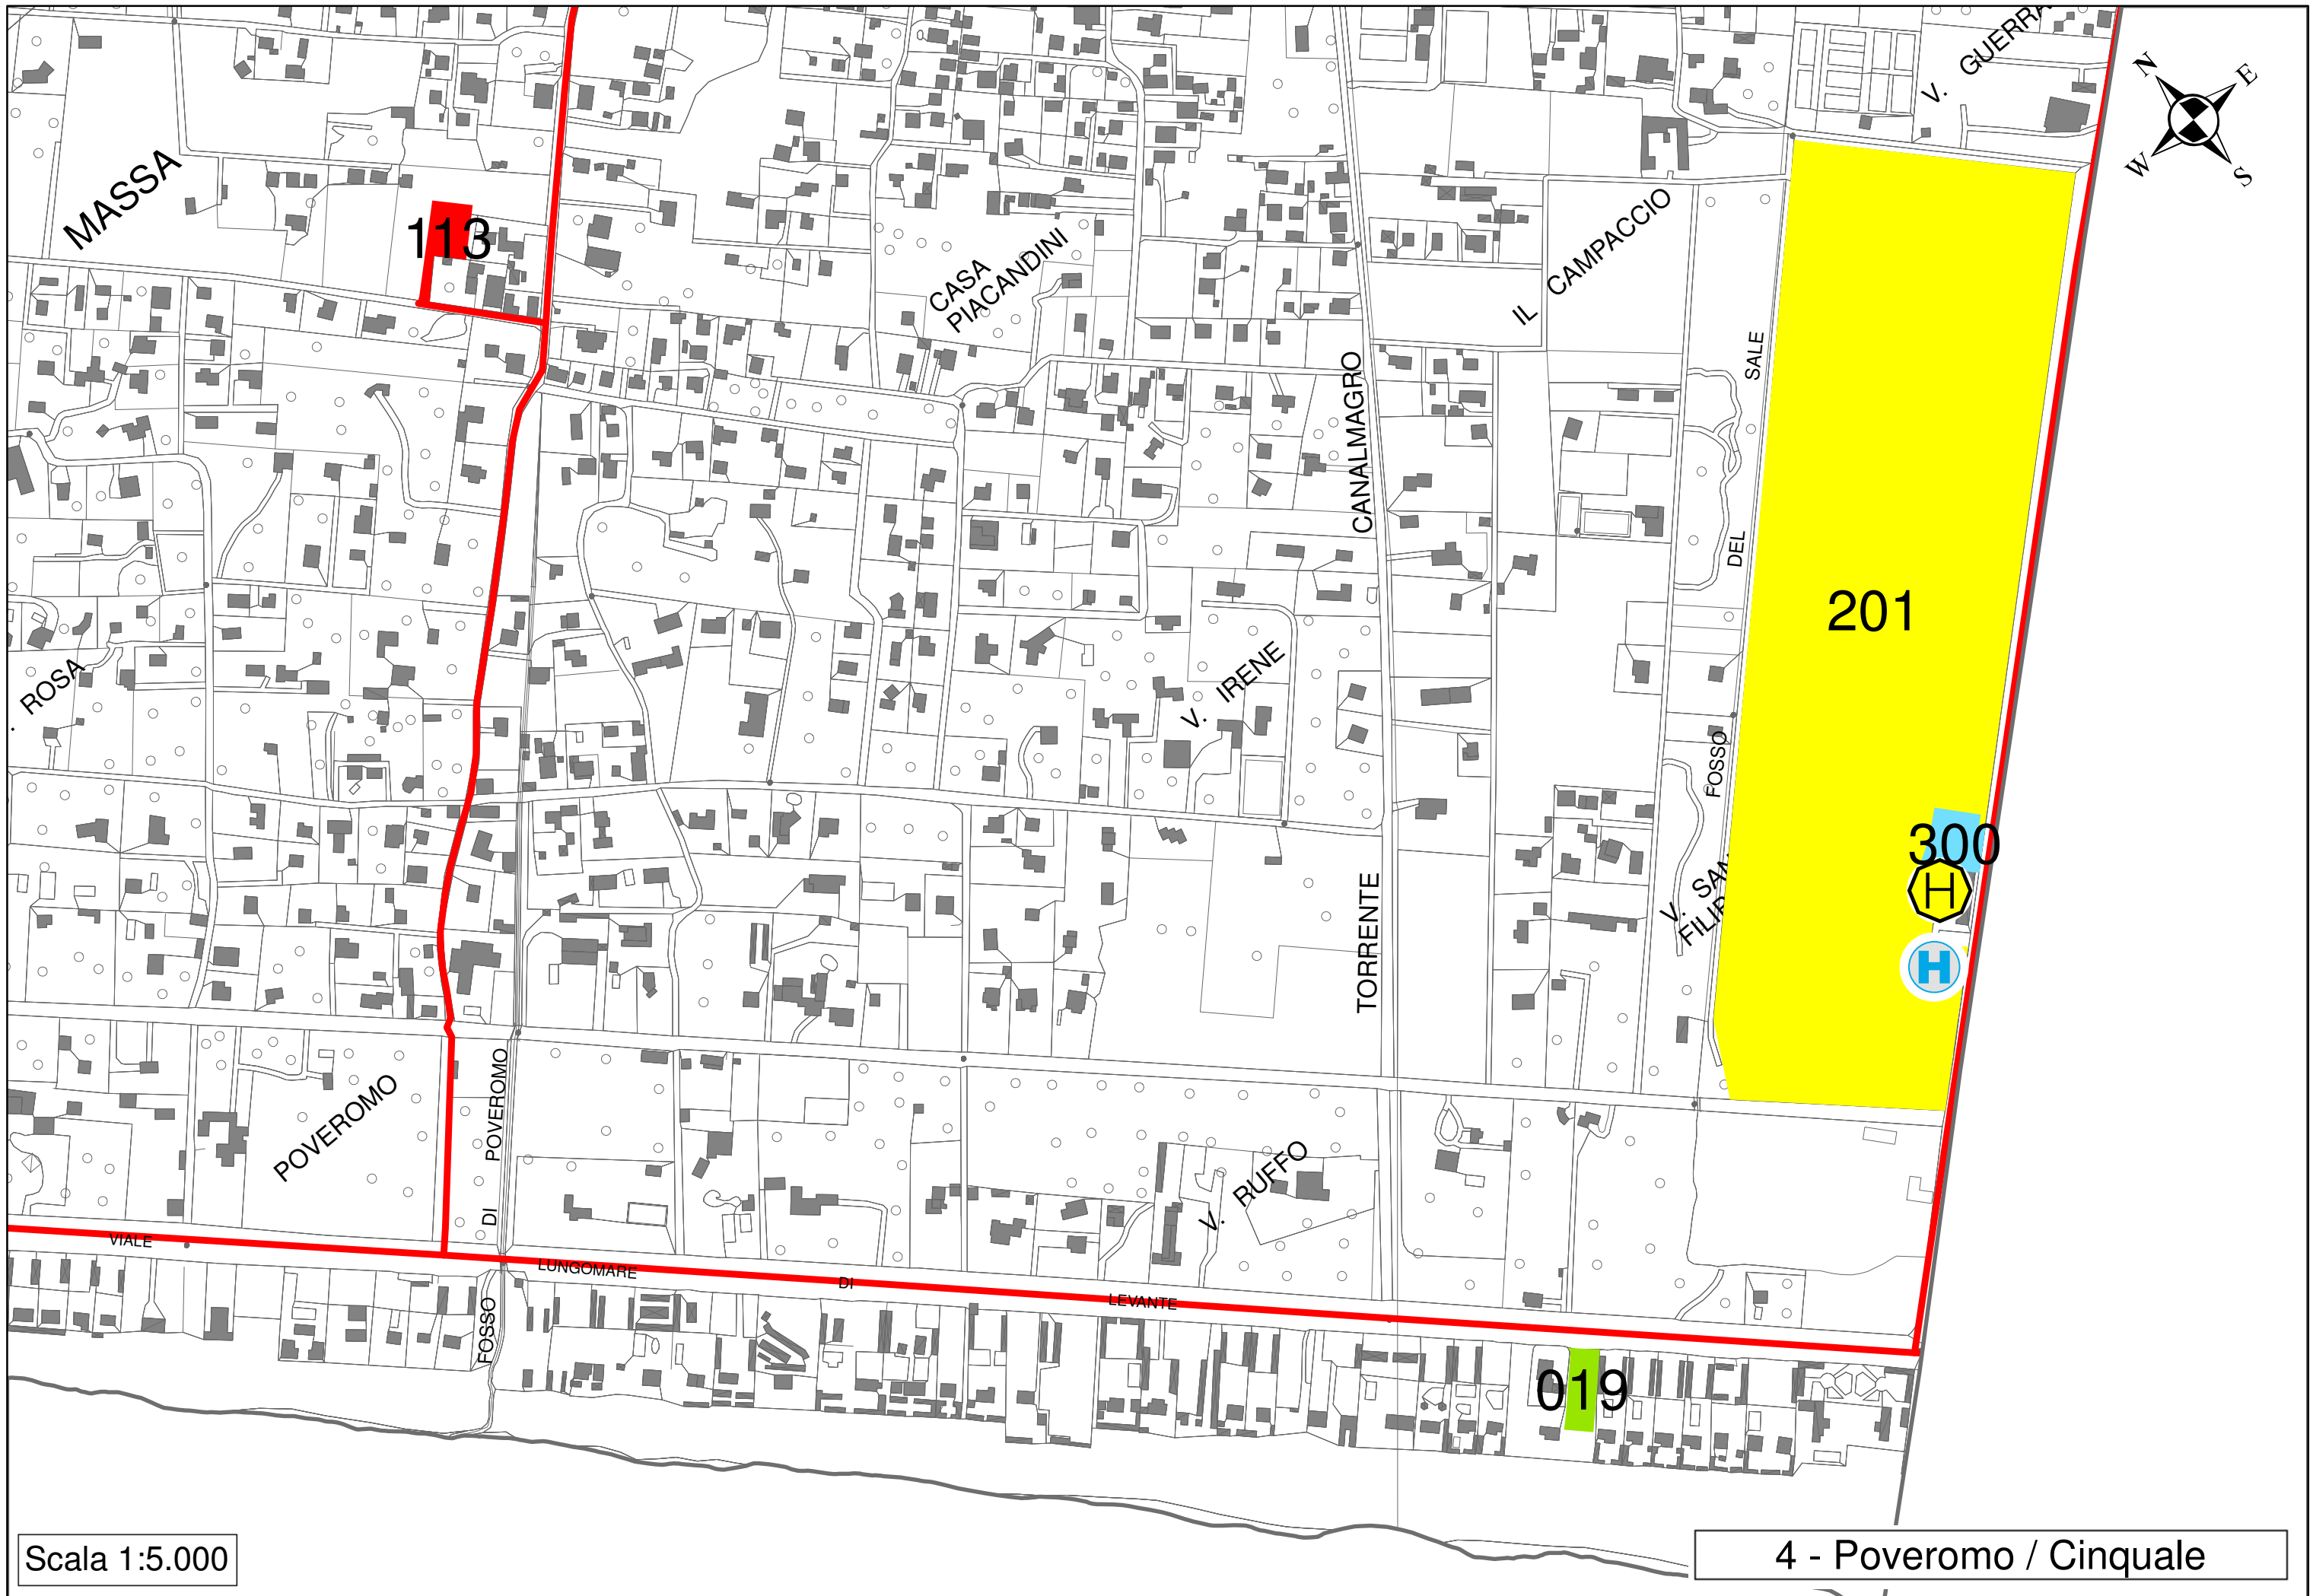 V. GUERRA
N
E
W
S
MASSA
113
CASA
PIACANDINI
IL CAMPACCIO
CANALMAGRO
SALE
DEL
201
. ROSA
V. IRENE
FOSSO
300
H
V. SAN
H
TORRENTE
POVEROMO
POVEROMO
DI
V. RUFFO
VIALE
LUNGOMARE
DI
LEVANTE
FOSSO
019
Scala 1:5.000
4 - Poveromo / Cinquale